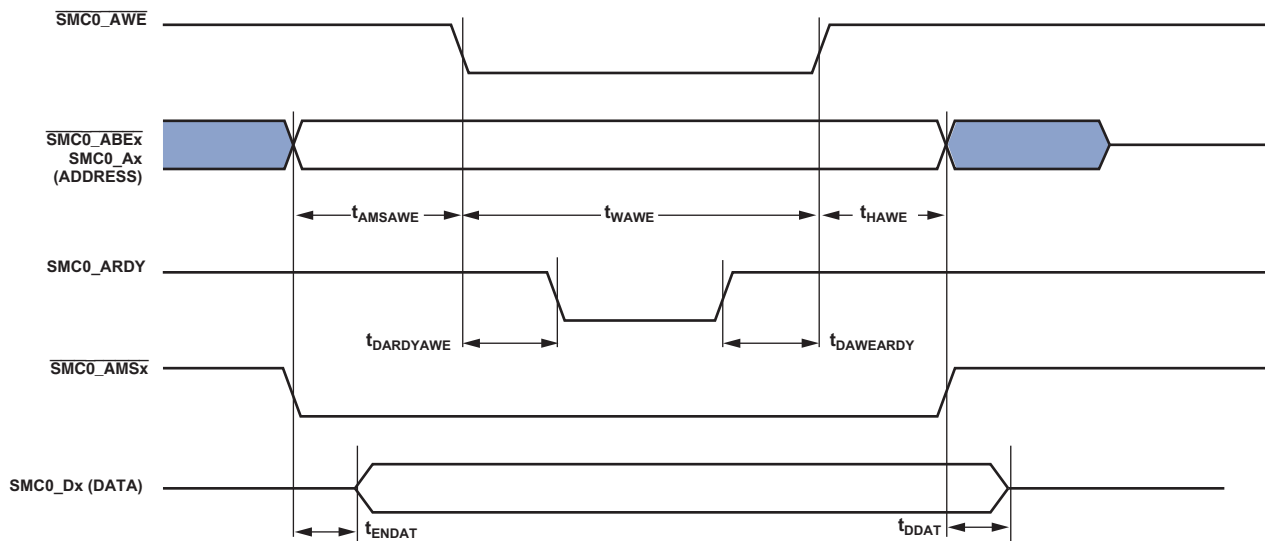 SMC0_AWE
SMC0_ABEx
SMC0_Ax
(ADDRESS)
tAMSAWE
tWAWE
tHAWE
SMC0_ARDY
tDARDYAWE
tDAWEARDY
SMC0_AMSx
SMC0_Dx (DATA)
tENDAT
tDDAT